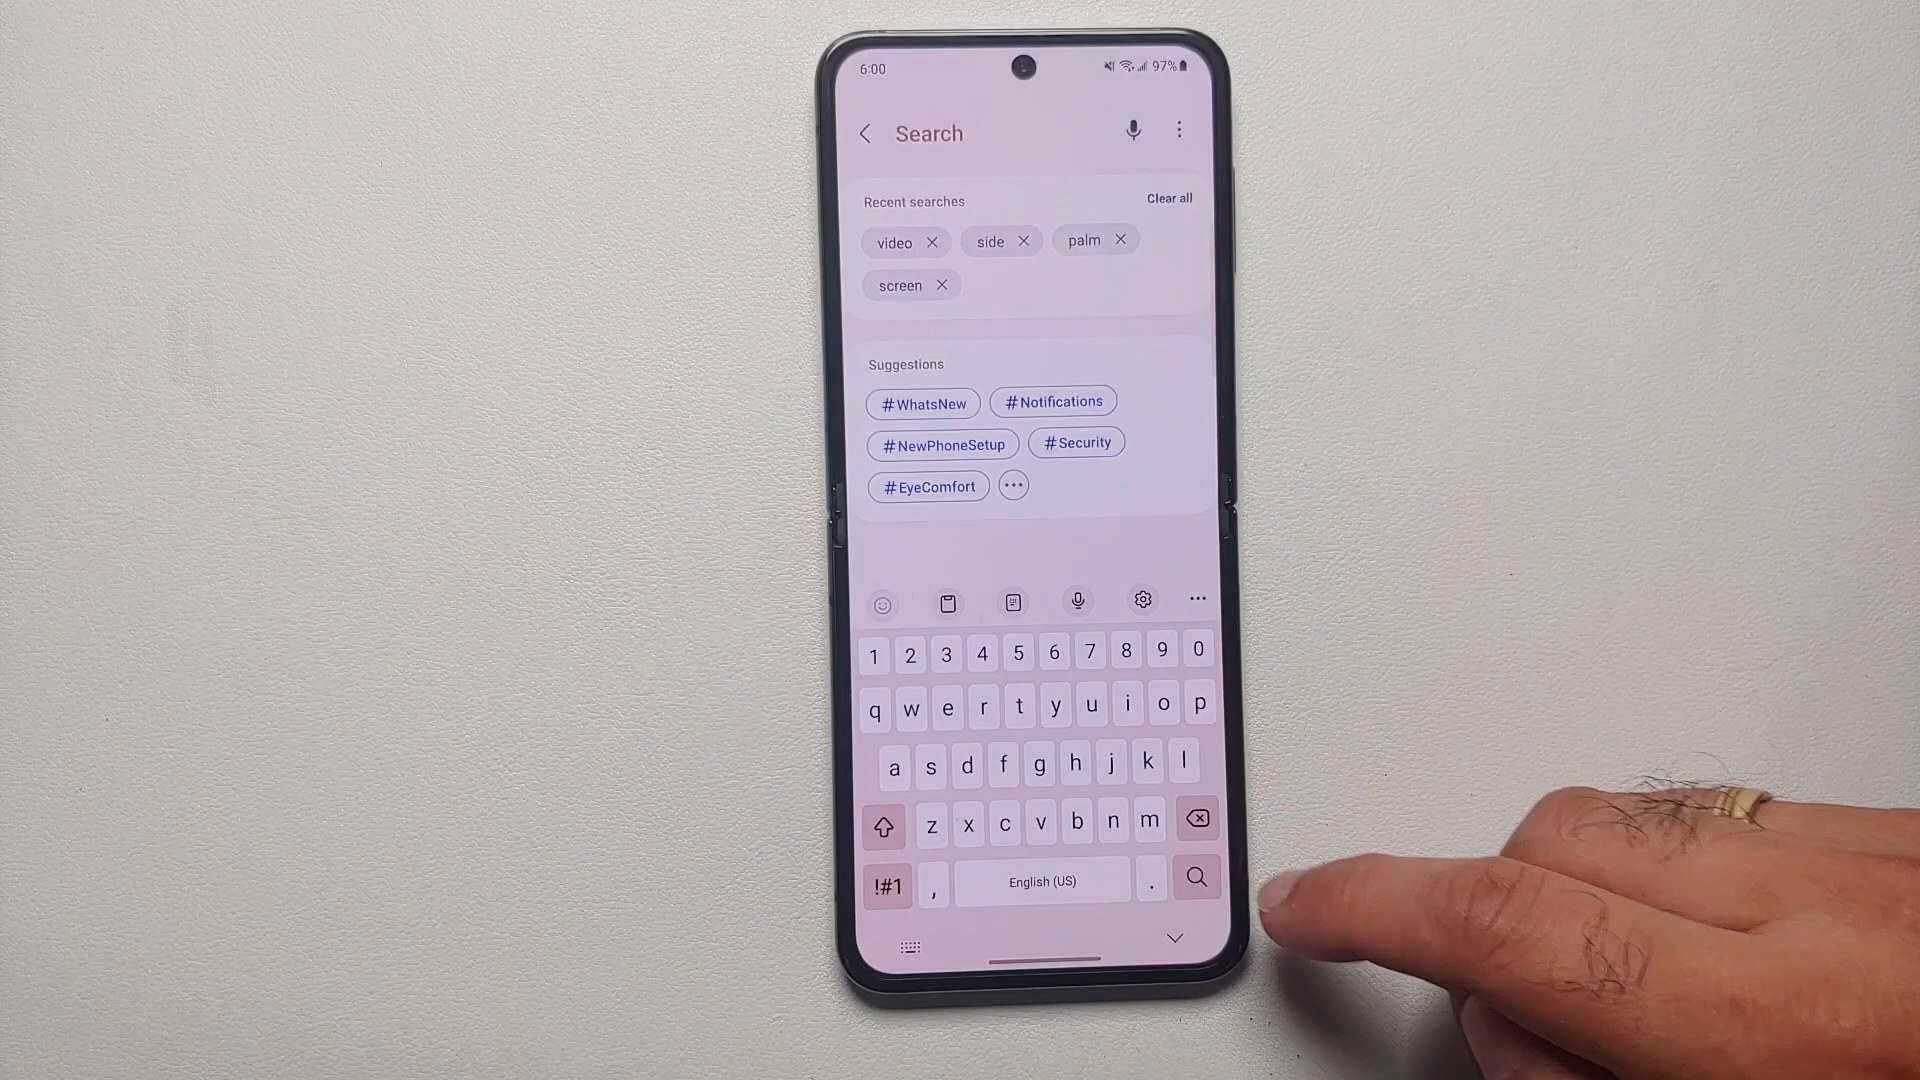 6:00 97%
Search
Recent searches Clear all
video side palm
screen
Suggestions
#WhatsNew #Notifications
#NewPhoneSetup #Security
#EyeComfort
1 2 3 4 5 6 7 8 9 0
q w e r t y u i o p
a s d f g h j k l
z x c v b n m
!#1 , English (US) .